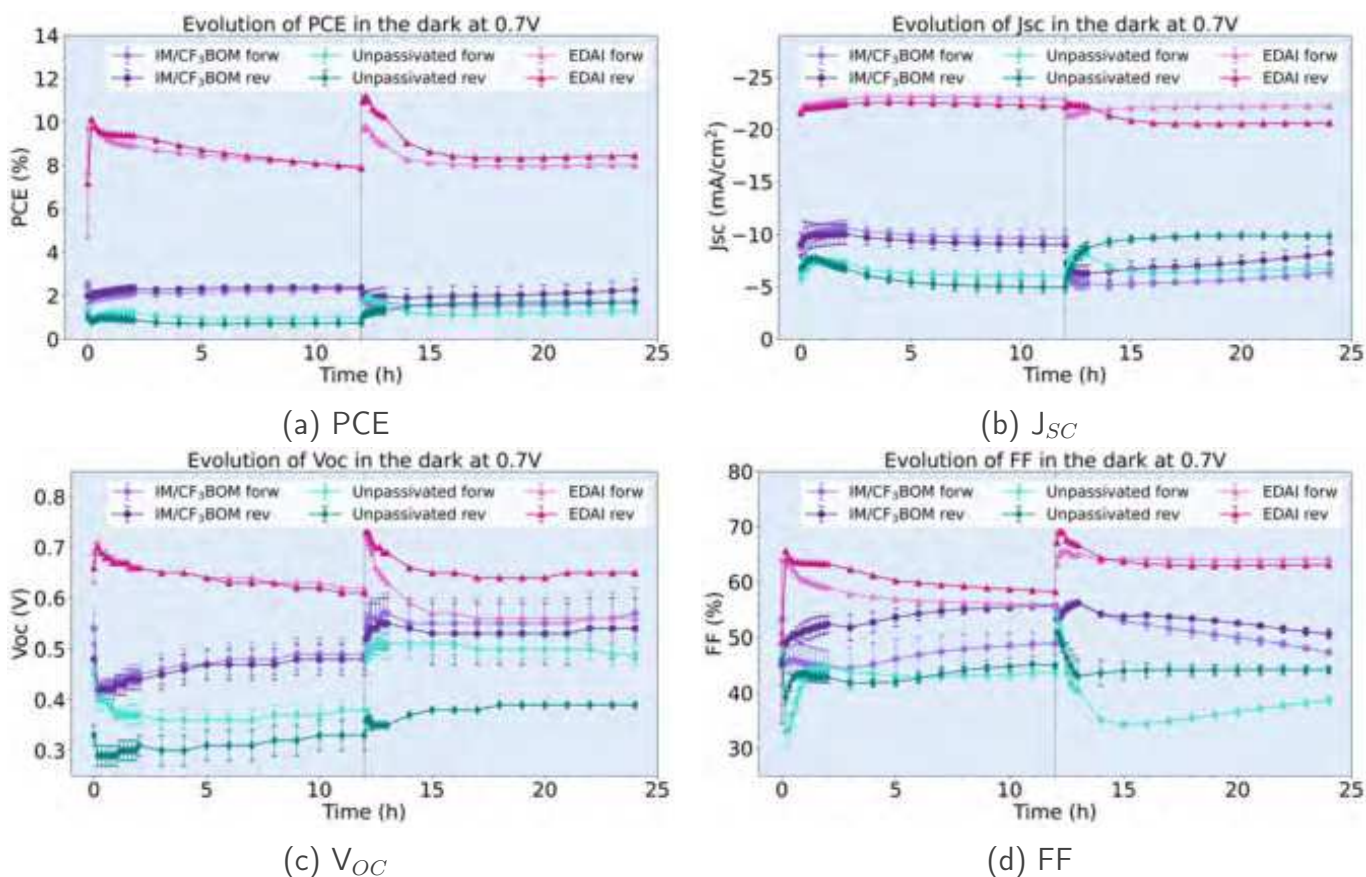 Evolution of PCE in the dark at 0.7V
14
12
10
8
6
4
2
0
PCE (%)
IM/CF₃BOM forw
IM/CF₃BOM rev
Unpassivated forw
Unpassivated rev
EDAI forw
EDAI rev
0 5 10 15 20 25
Time (h)
(a) PCE
Evolution of Jsc in the dark at 0.7V
−25
−20
−15
−10
−5
0
Jsc (mA/cm²)
IM/CF₃BOM forw
IM/CF₃BOM rev
Unpassivated forw
Unpassivated rev
EDAI forw
EDAI rev
0 5 10 15 20 25
Time (h)
(b) J_SC
Evolution of Voc in the dark at 0.7V
0.8
0.7
0.6
0.5
0.4
0.3
Voc (V)
IM/CF₃BOM forw
IM/CF₃BOM rev
Unpassivated forw
Unpassivated rev
EDAI forw
EDAI rev
0 5 10 15 20 25
Time (h)
(c) V_OC
Evolution of FF in the dark at 0.7V
80
70
60
50
40
30
FF (%)
IM/CF₃BOM forw
IM/CF₃BOM rev
Unpassivated forw
Unpassivated rev
EDAI forw
EDAI rev
0 5 10 15 20 25
Time (h)
(d) FF